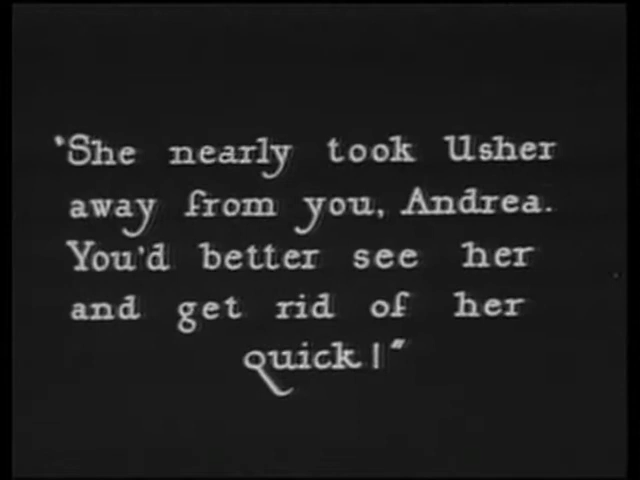 "She nearly took Usher
away from you, Andrea.
You'd better see her
and get rid of her
quick!"